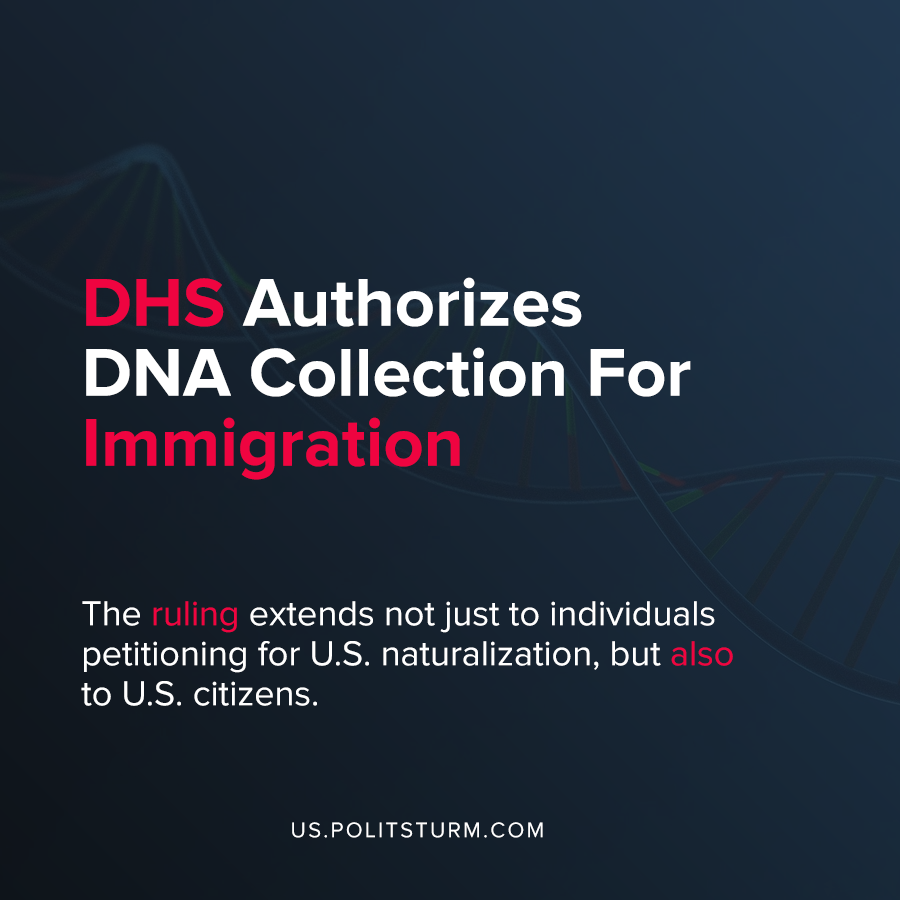 DHS Authorizes
DNA Collection For
Immigration
The ruling extends not just to individuals
petitioning for U.S. naturalization, but also
to U.S. citizens.
US.POLITSTURM.COM